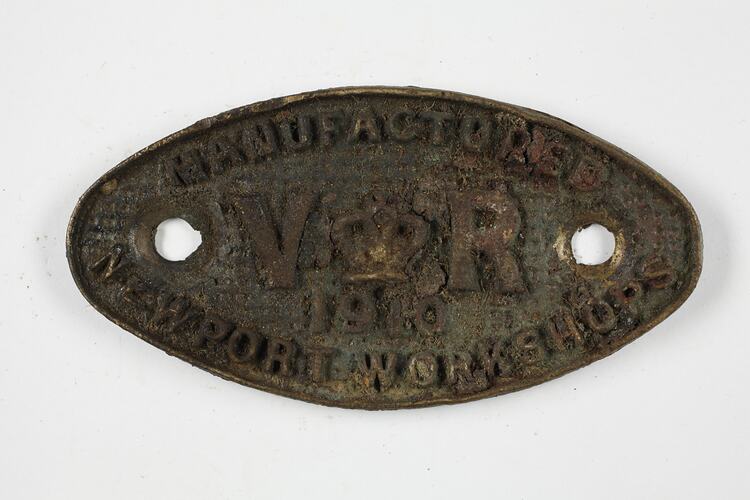 MANUFACTURED
V R
1910
NEWPORT WORKSHOPS